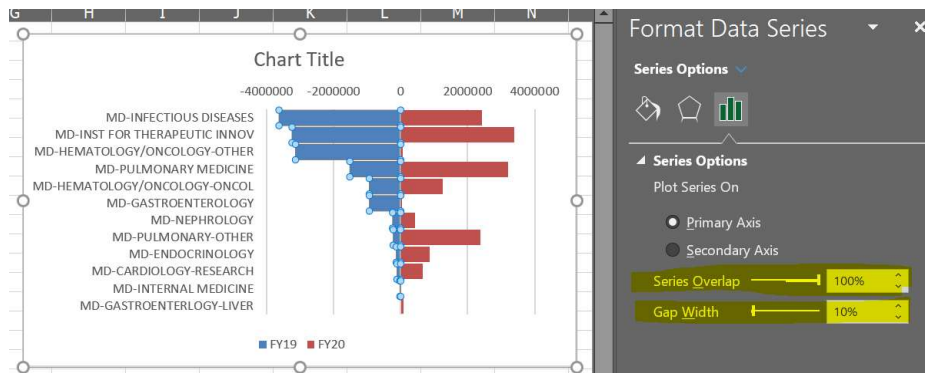 G H I J K L M N
Chart Title
-4000000 -2000000 0 2000000 4000000
MD-INFECTIOUS DISEASES
MD-INST FOR THERAPEUTIC INNOV
MD-HEMATOLOGY/ONCOLOGY-OTHER
MD-PULMONARY MEDICINE
MD-HEMATOLOGY/ONCOLOGY-ONCOL
MD-GASTROENTEROLOGY
MD-NEPHROLOGY
MD-PULMONARY-OTHER
MD-ENDOCRINOLOGY
MD-CARDIOLOGY-RESEARCH
MD-INTERNAL MEDICINE
MD-GASTROENTERLOGY-LIVER
FY19 FY20
Format Data Series
Series Options
Series Options
Plot Series On
Primary Axis
Secondary Axis
Series Overlap 100%
Gap Width 10%